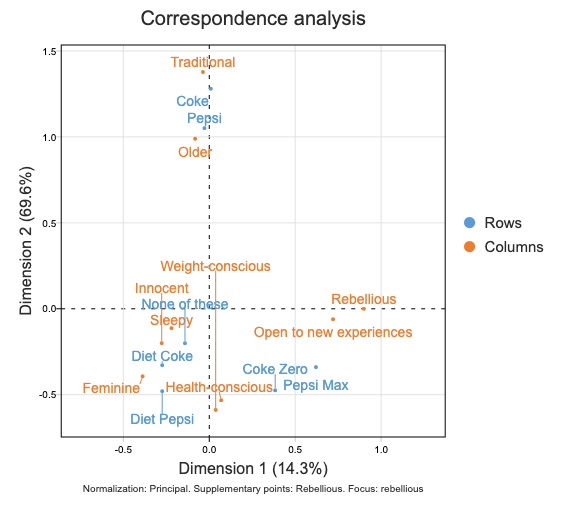 Correspondence analysis
1.5
Traditional
Coke
Pepsi
1.0
Older
Dimension 2 (69.6%)
0.5
Weight-conscious
Innocent
Rebellious
None of these
0.0
Sleepy
Open to new experiences
Diet Coke
Coke Zero
Feminine
Health-conscious
Pepsi Max
-0.5
Diet Pepsi
Rows
Columns
-0.5
0.0
0.5
1.0
Dimension 1 (14.3%)
Normalization: Principal. Supplementary points: Rebellious. Focus: rebellious